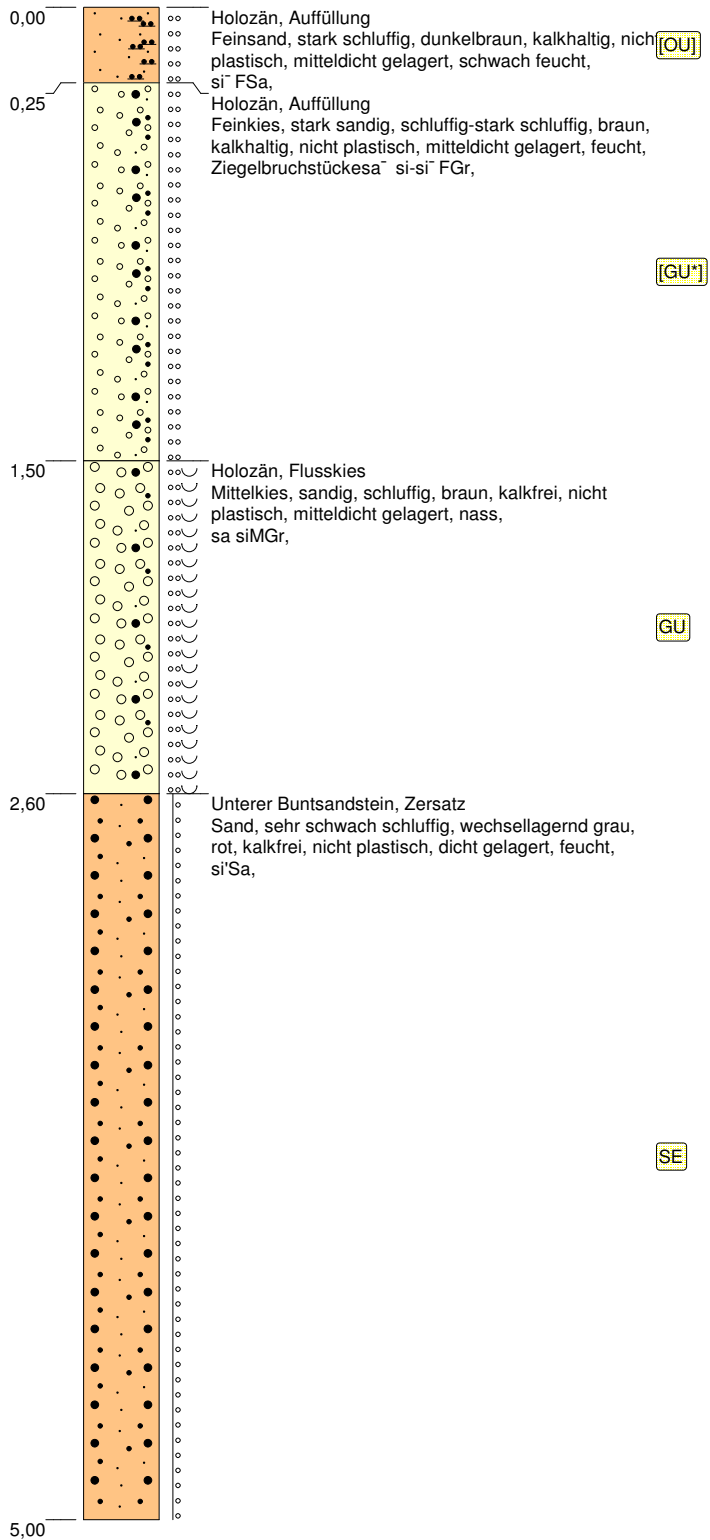 0,00
Holozän, Auffüllung
Feinsand, stark schluffig, dunkelbraun, kalkhaltig, nicht
plastisch, mitteldicht gelagert, schwach feucht,
siˉ FSa,
[OU]
0,25
Holozän, Auffüllung
Feinkies, stark sandig, schluffig-stark schluffig, braun,
kalkhaltig, nicht plastisch, mitteldicht gelagert, feucht,
Ziegelbruchstückesaˉ si-siˉ FGr,
[GU*]
1,50
Holozän, Flusskies
Mittelkies, sandig, schluffig, braun, kalkfrei, nicht
plastisch, mitteldicht gelagert, nass,
sa siMGr,
GU
2,60
Unterer Buntsandstein, Zersatz
Sand, sehr schwach schluffig, wechsellagernd grau,
rot, kalkfrei, nicht plastisch, dicht gelagert, feucht,
si'Sa,
SE
5,00